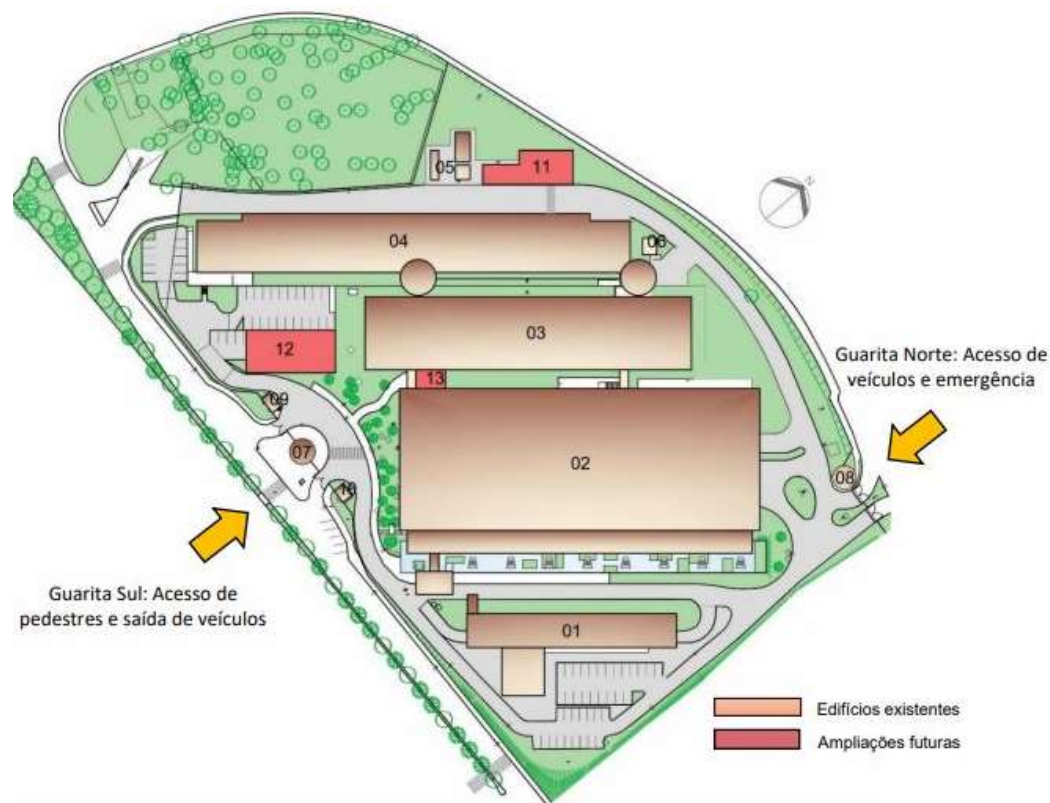 05
11
N
04
06
03
12
13
Guarita Norte: Acesso de
veículos e emergência
09
07
02
08
10
Guarita Sul: Acesso de
pedestres e saída de veículos
01
Edifícios existentes
Ampliações futuras